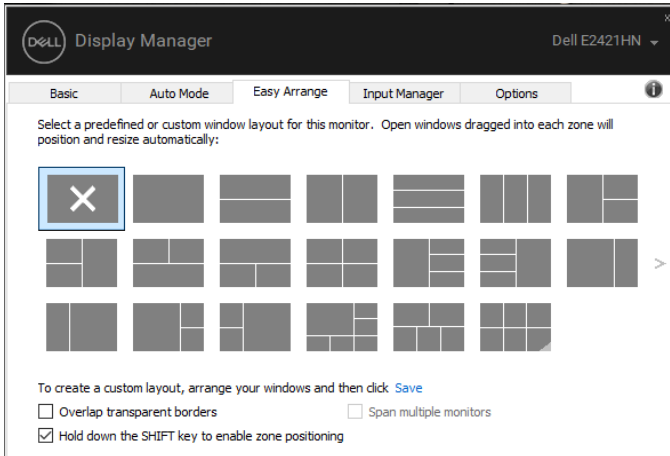 DELL Display Manager
Dell E2421HN
Basic Auto Mode Easy Arrange Input Manager Options
Select a predefined or custom window layout for this monitor. Open windows dragged into each zone will
position and resize automatically:
To create a custom layout, arrange your windows and then click Save
Overlap transparent borders
Span multiple monitors
Hold down the SHIFT key to enable zone positioning